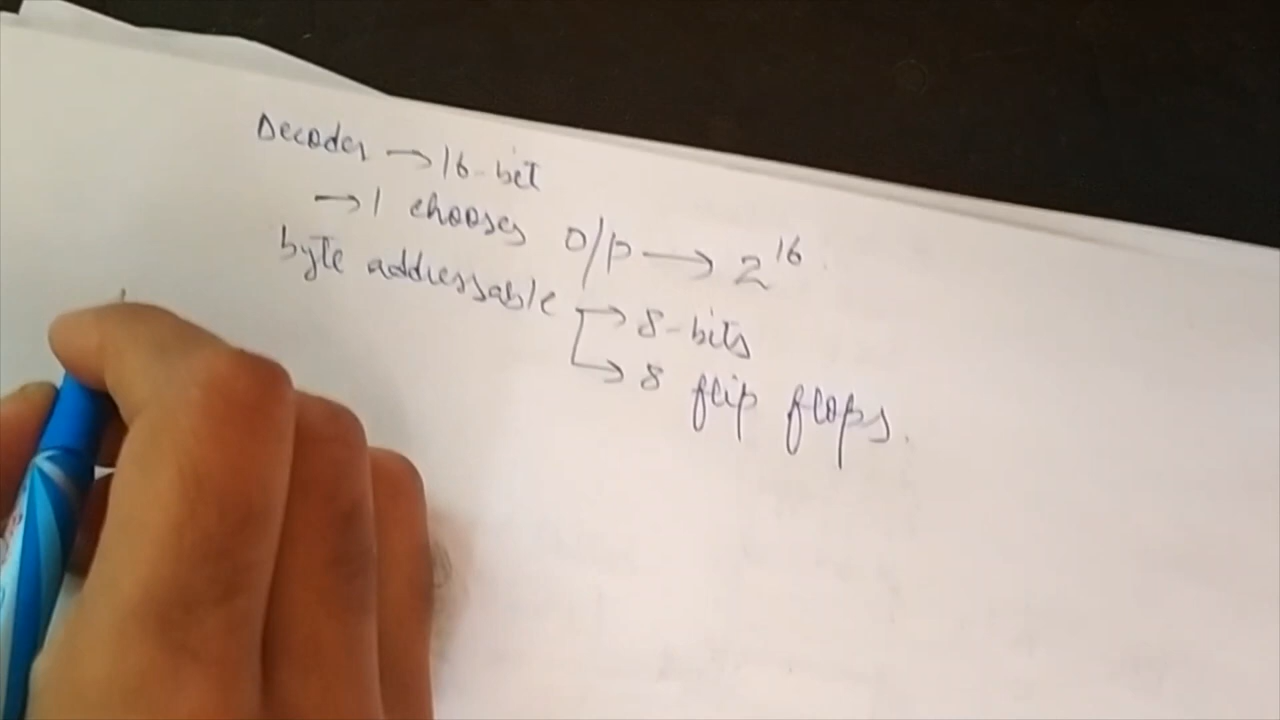 Decoder → 16-bit
→ 1 chooses o/p → 2^16
byte addressable → 8-bits
→ 8 flip flops.